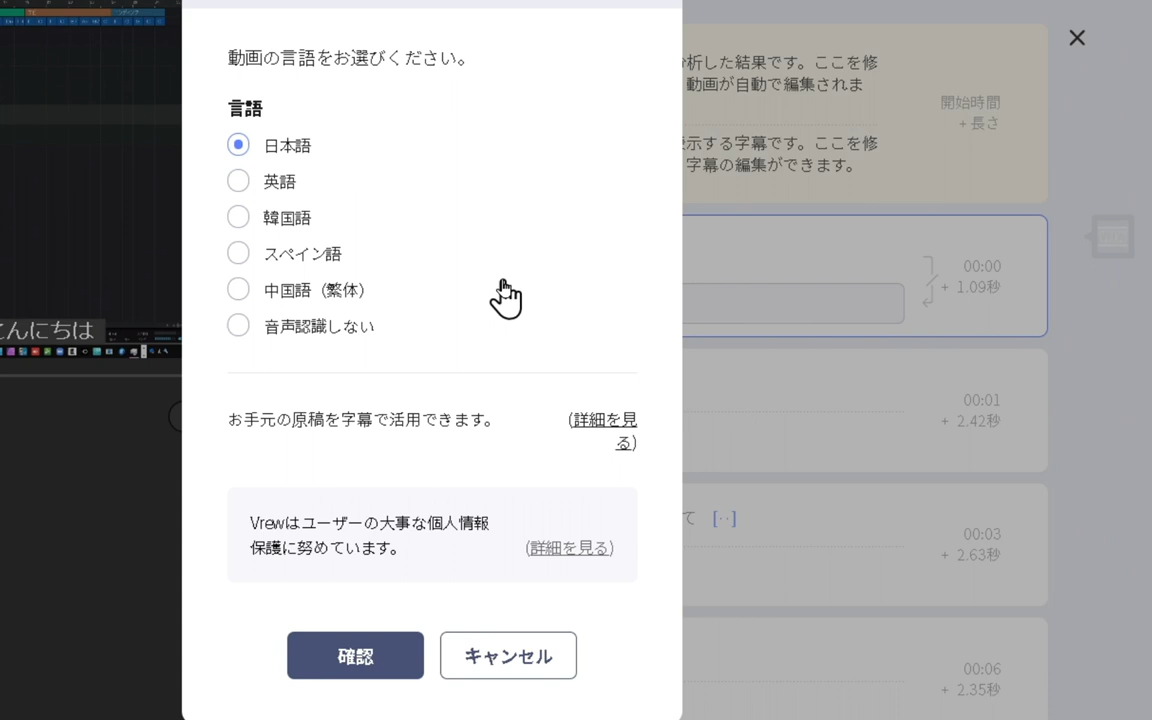 動画の言語をお選びください。
言語
日本語
英語
韓国語
スペイン語
中国語（繁体）
音声認識しない
お手元の原稿を字幕で活用できます。
(詳細を見
る)
Vrewはユーザーの大事な個人情報
保護に努めています。
(詳細を見る)
確認
キャンセル
んにちは
析した結果です。ここを修
動画が自動で編集されま
示する字幕です。ここを修
字幕の編集ができます。
開始時間
+ 長さ
00:00
+ 1.09秒
00:01
+ 2.42秒
て [··]
00:03
+ 2.63秒
00:06
+ 2.35秒